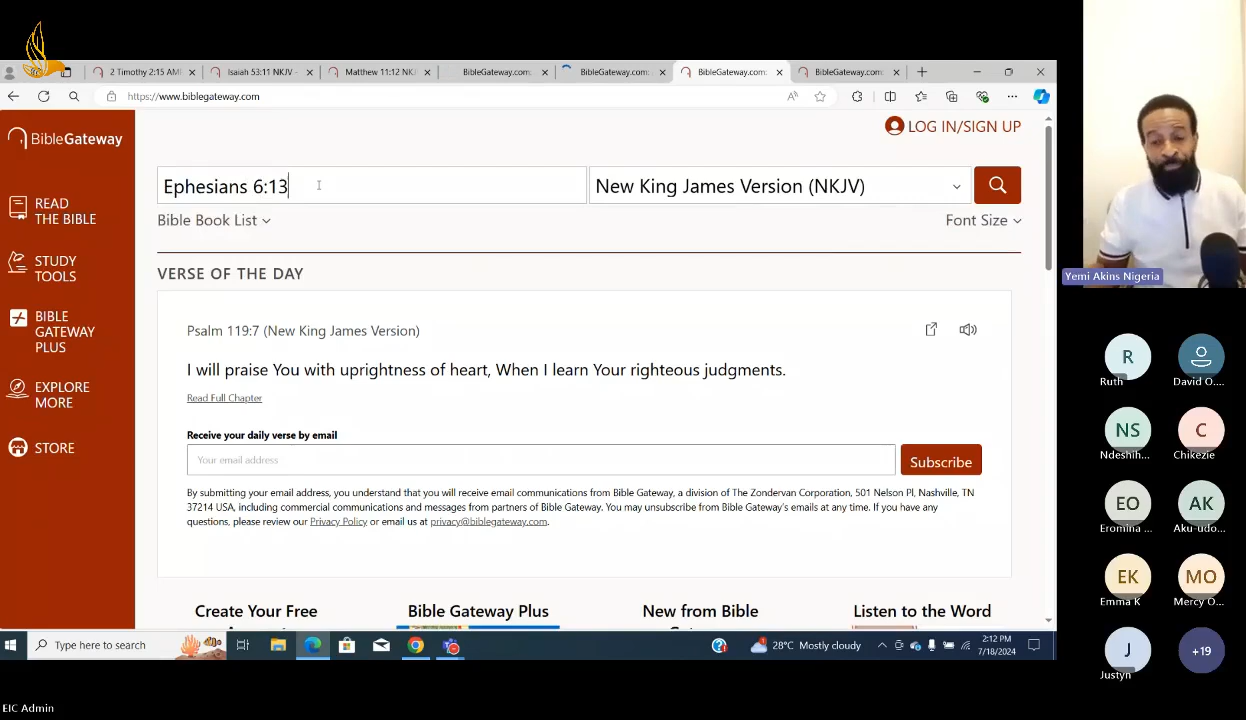 2 Timothy 2:15 AM
Isaiah 53:11 NKJV -
Matthew 11:12 NKJ
BibleGateway.com
BibleGateway.com:
BibleGateway.com:
BibleGateway.com:
https://www.biblegateway.com
BibleGateway
LOG IN/SIGN UP
Ephesians 6:13
New King James Version (NKJV)
Bible Book List
Font Size
READ
THE BIBLE
STUDY
TOOLS
BIBLE
GATEWAY
PLUS
EXPLORE
MORE
STORE
VERSE OF THE DAY
Psalm 119:7 (New King James Version)
I will praise You with uprightness of heart, When I learn Your righteous judgments.
Read Full Chapter
Receive your daily verse by email
Your email address
Subscribe
By submitting your email address, you understand that you will receive email communications from Bible Gateway, a division of The Zondervan Corporation, 501 Nelson Pl, Nashville, TN
37214 USA, including commercial communications and messages from partners of Bible Gateway. You may unsubscribe from Bible Gateway's emails at any time. If you have any
questions, please review our Privacy Policy or email us at privacy@biblegateway.com.
Create Your Free
Bible Gateway Plus
New from Bible
Listen to the Word
Type here to search
28°C Mostly cloudy
2:12 PM
7/18/2024
Yemi Akins Nigeria
R
Ruth
David O....
NS
Ndeshih...
C
Chikezie
EO
Eromina ...
AK
Aku-udo...
EK
Emma K
MO
Mercy O...
J
Justyn
+19
EIC Admin